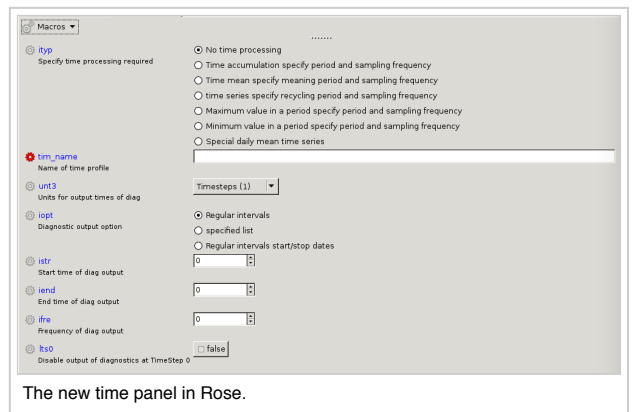 Macros
.......
ityp
Specify time processing required
No time processing
Time accumulation specify period and sampling frequency
Time mean specify meaning period and sampling frequency
time series specify recycling period and sampling frequency
Maximum value in a period specify period and sampling frequency
Minimum value in a period specify period and sampling frequency
Special daily mean time series
tim_name
Name of time profile
unt3
Units for output times of diag
Timesteps (1)
iopt
Diagnostic output option
Regular intervals
specified list
Regular intervals start/stop dates
istr
Start time of diag output
0
iend
End time of diag output
0
ifre
Frequency of diag output
0
lts0
Disable output of diagnostics at TimeStep 0
false
The new time panel in Rose.